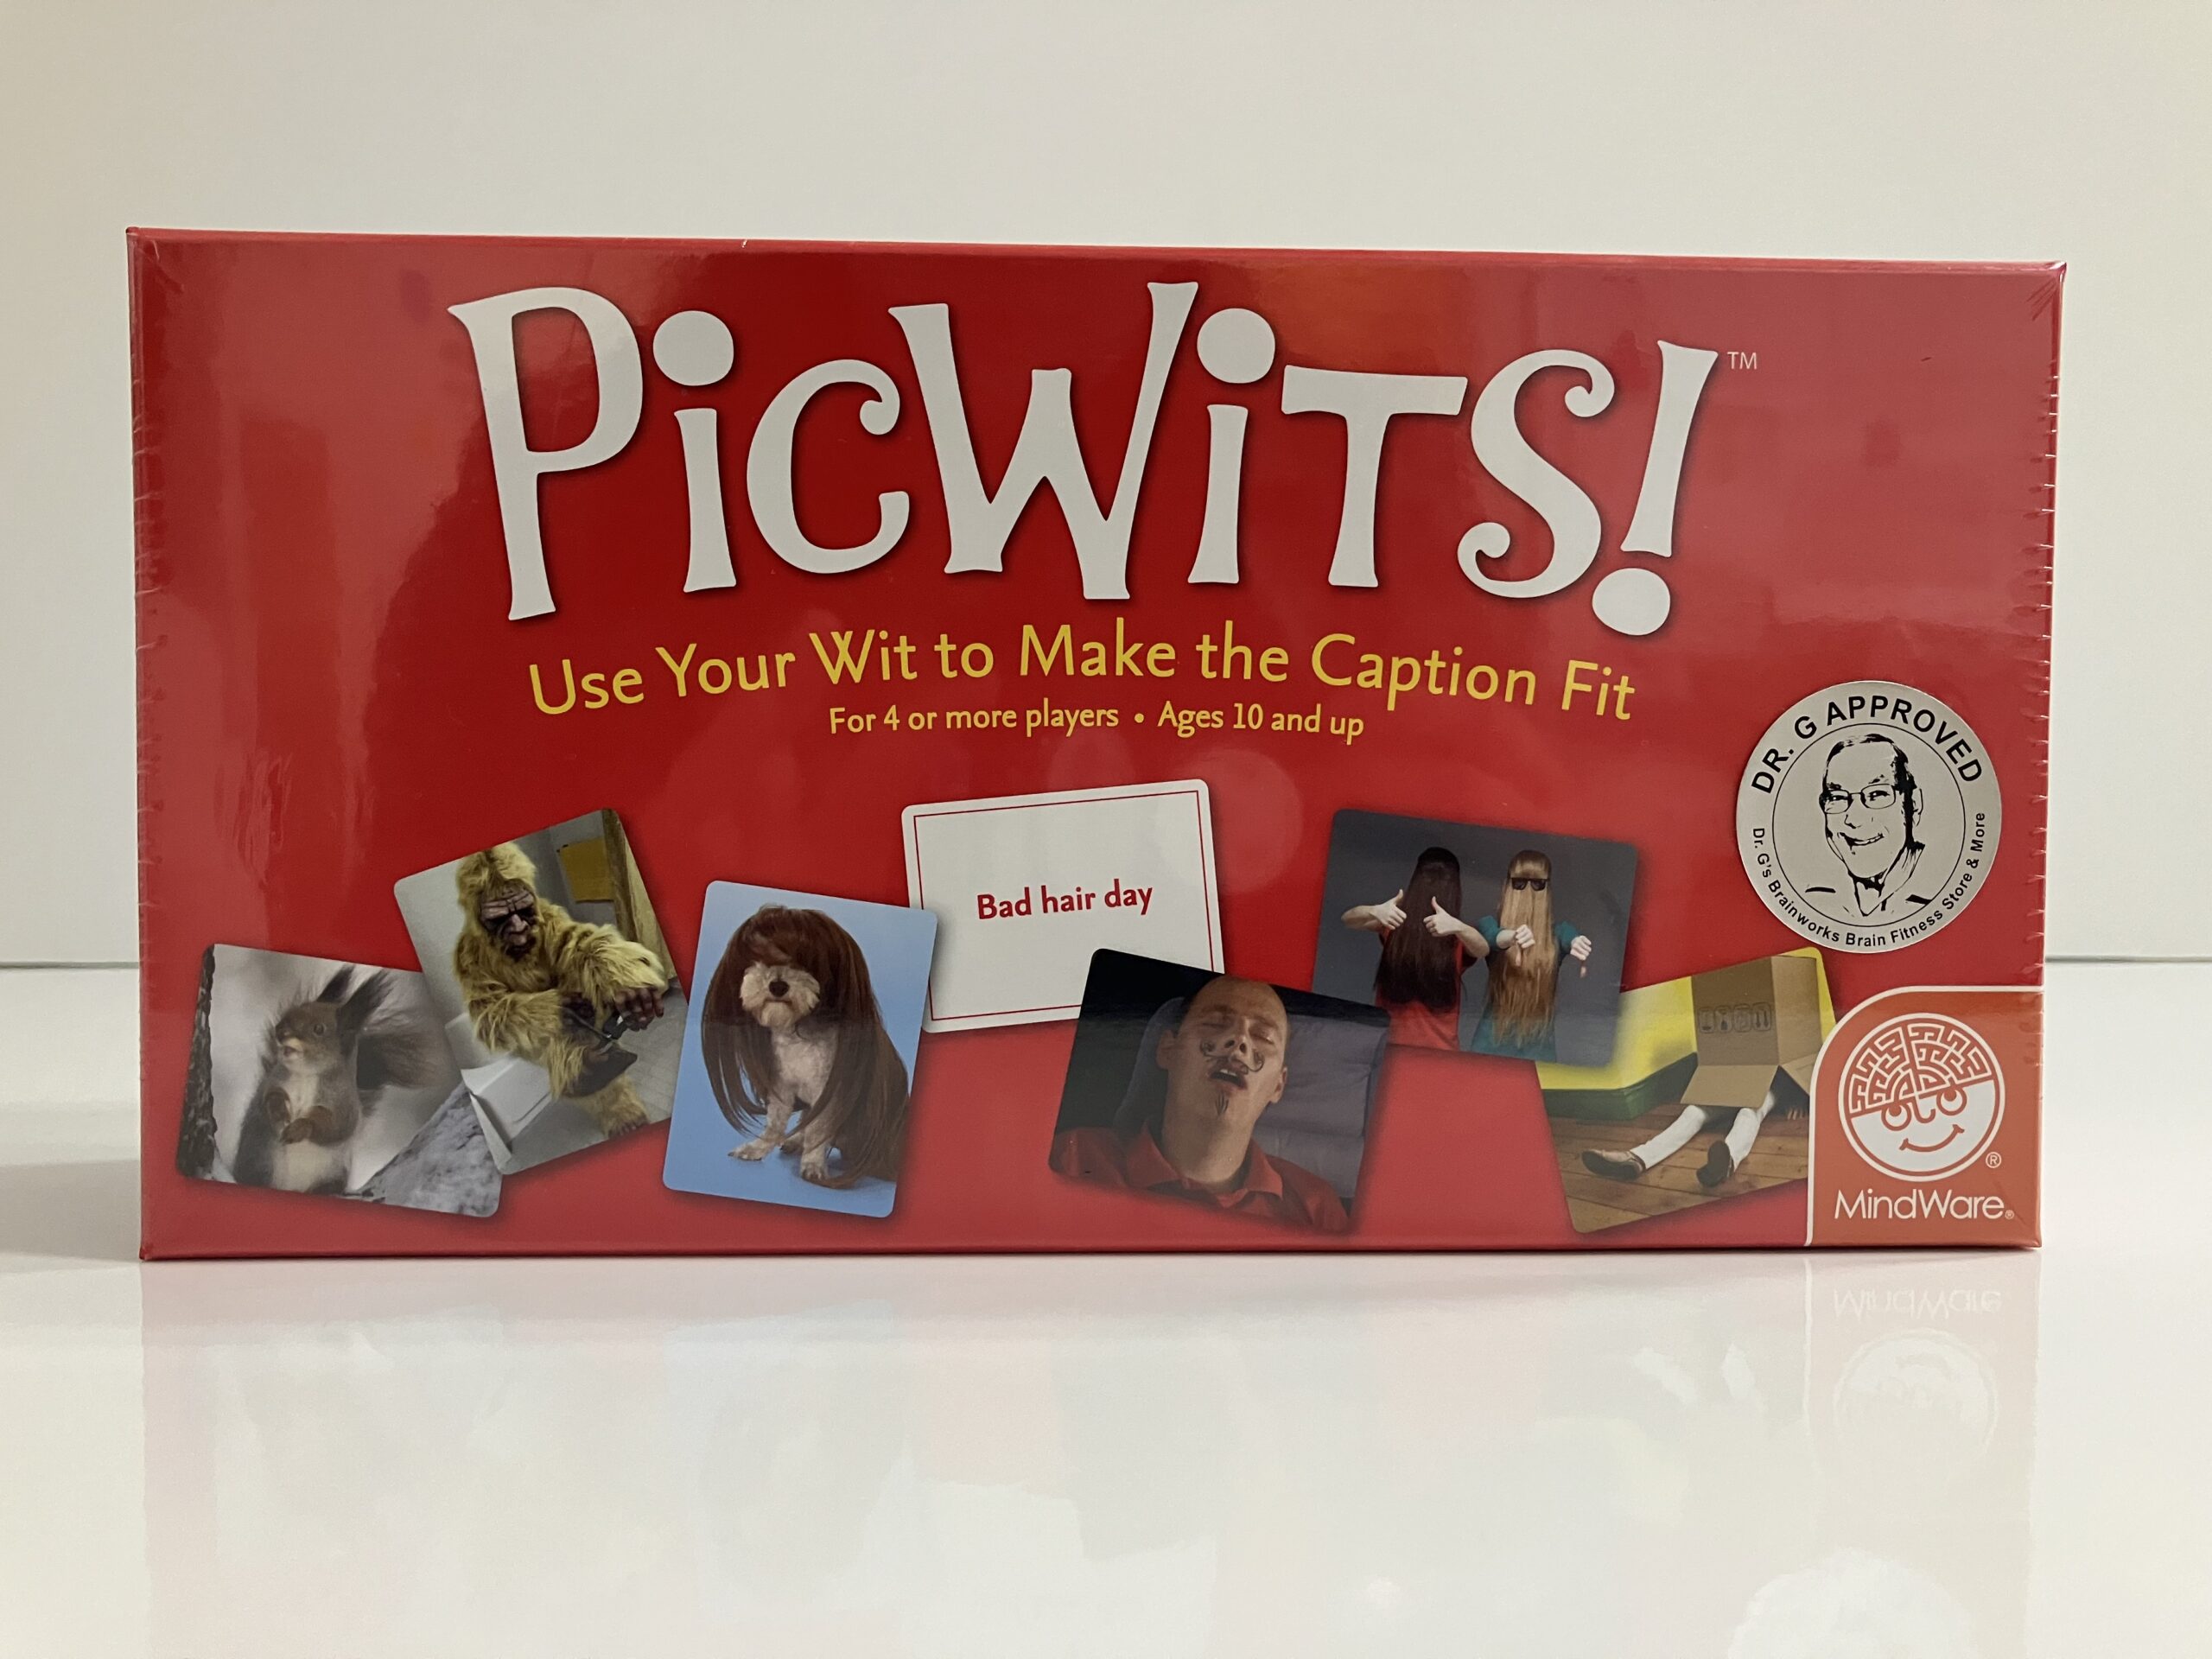 PicWits!™
Use Your Wit to Make the Caption Fit
For 4 or more players • Ages 10 and up
DR. G APPROVED
Dr. G's Brainworks Brain Fitness Store & More
Bad hair day
®
MindWare®